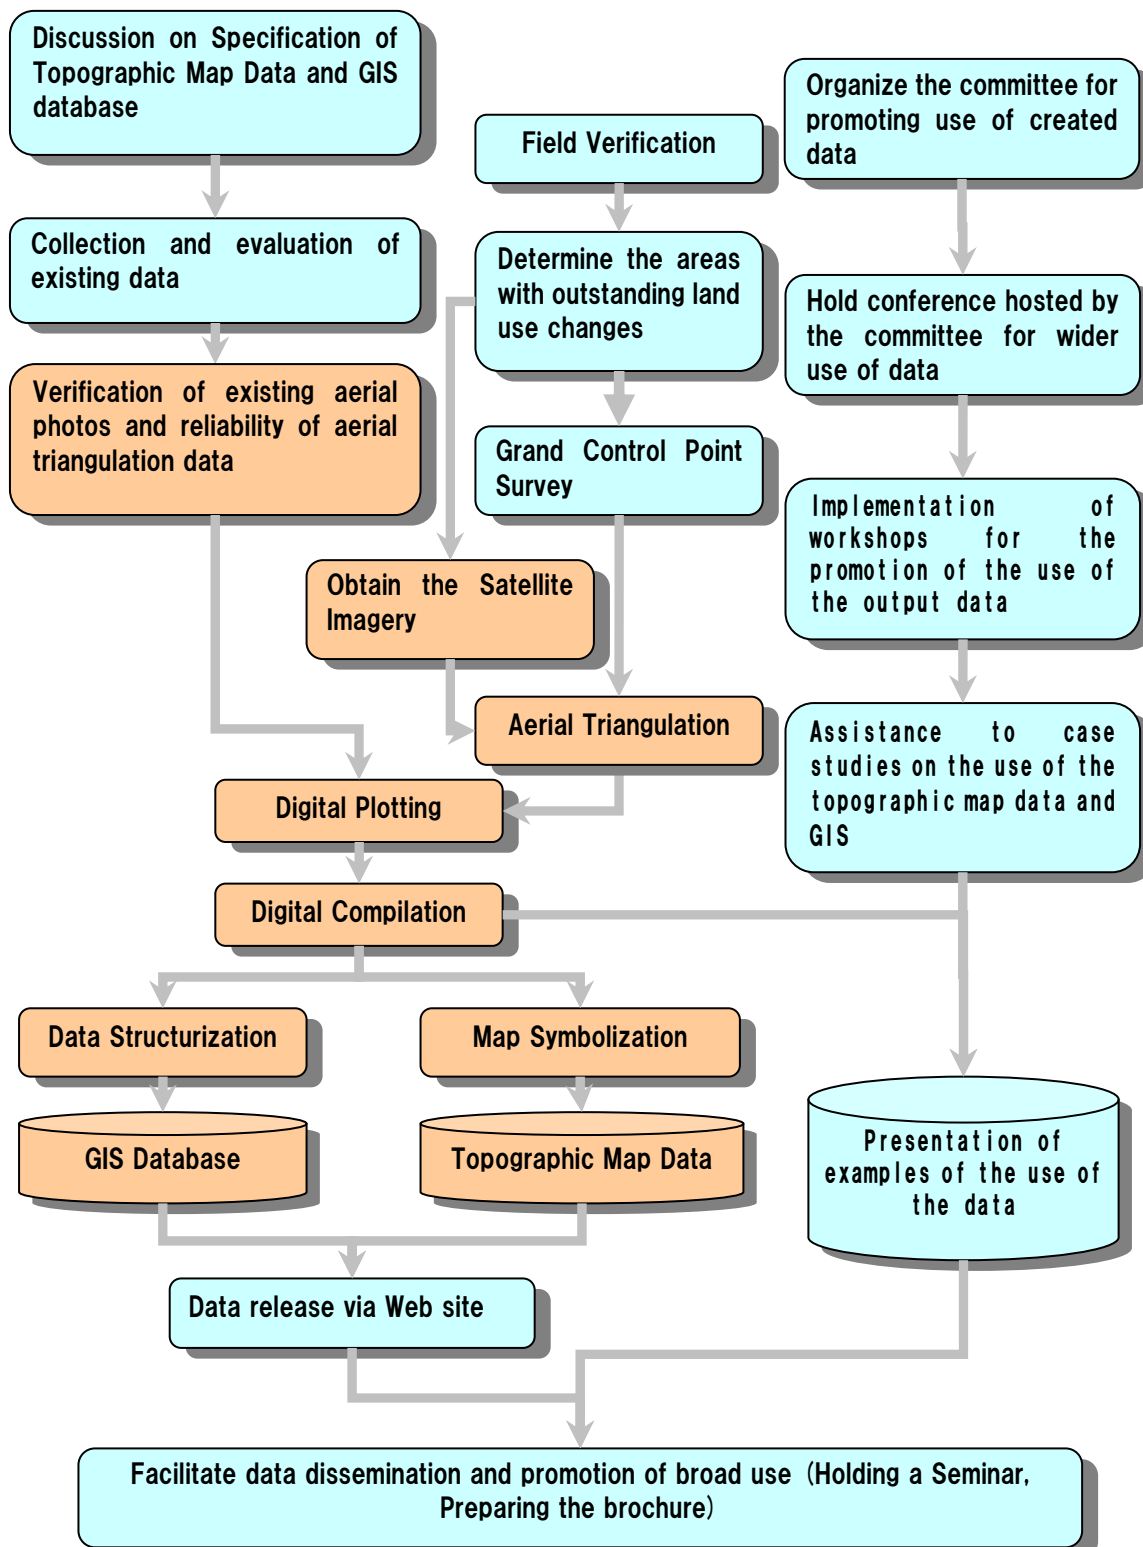 Discussion on Specification of
Topographic Map Data and GIS
database
Collection and evaluation of
existing data
Verification of existing aerial
photos and reliability of aerial
triangulation data
Field Verification
Determine the areas
with outstanding land
use changes
Grand Control Point
Survey
Obtain the Satellite
Imagery
Aerial Triangulation
Digital Plotting
Digital Compilation
Data Structurization
Map Symbolization
GIS Database
Topographic Map Data
Data release via Web site
Organize the committee for
promoting use of created
data
Hold conference hosted by
the committee for wider
use of data
Implementation of
workshops for the
promotion of the use of
the output data
Assistance to case
studies on the use of the
topographic map data and
GIS
Presentation of
examples of the use of
the data
Facilitate data dissemination and promotion of broad use (Holding a Seminar,
Preparing the brochure)